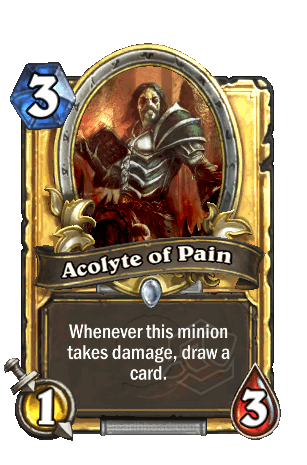 3
Acolyte of Pain
Whenever this minion
takes damage, draw a
card.
1
3